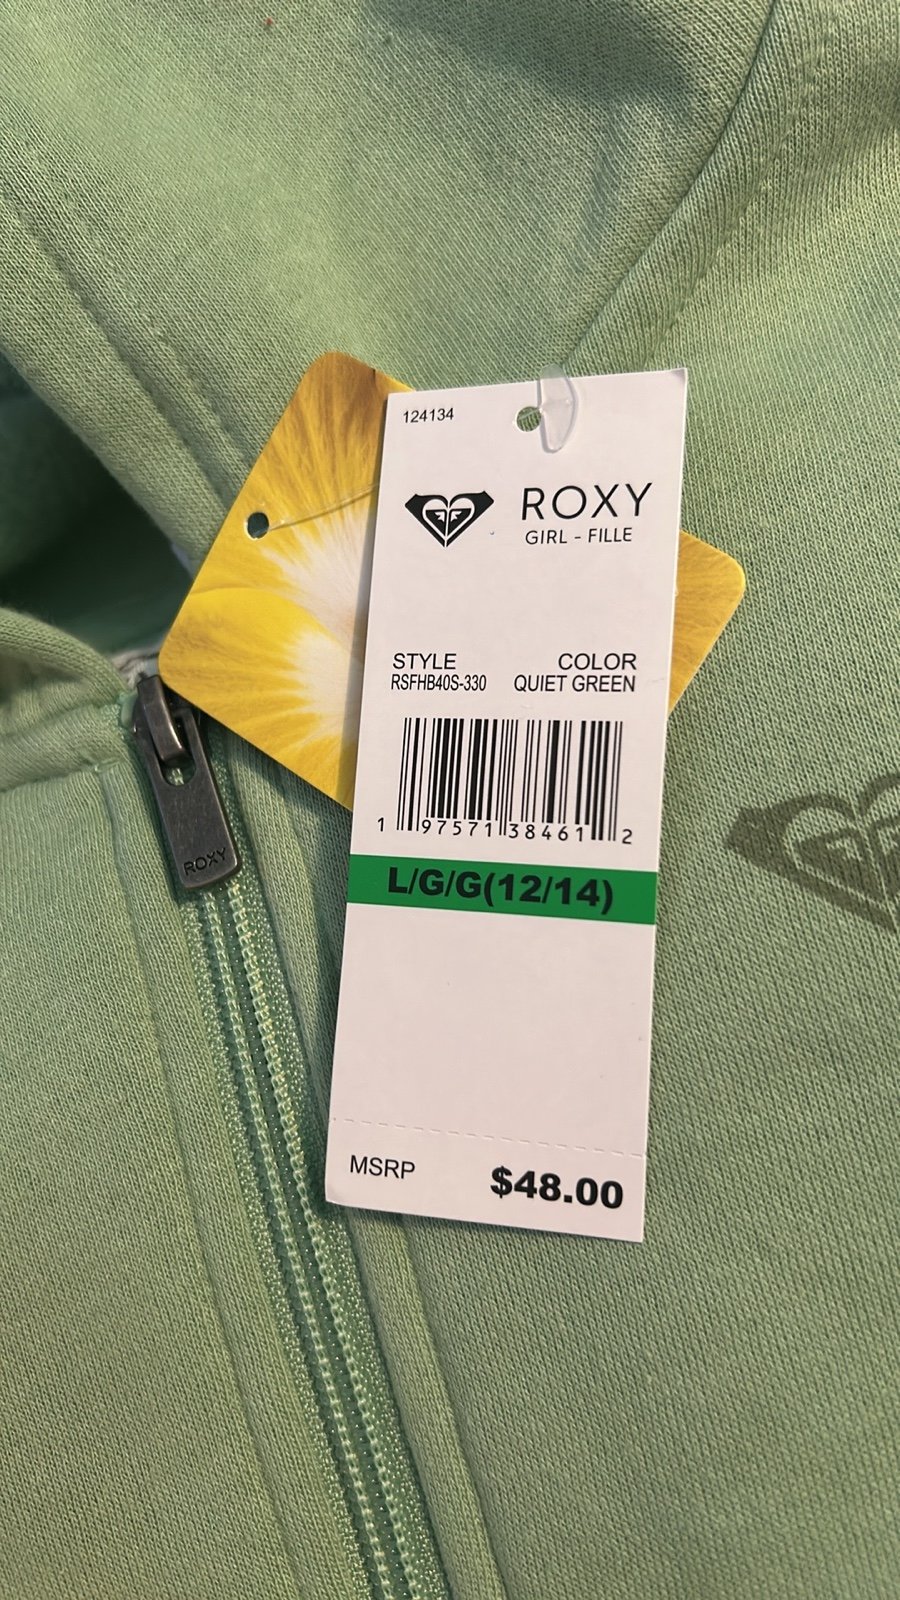 124134
ROXY
GIRL - FILLE
STYLE COLOR
RSFHB40S-330 QUIET GREEN
1 97571 38461 2
L/G/G(12/14)
MSRP $48.00
ROXY